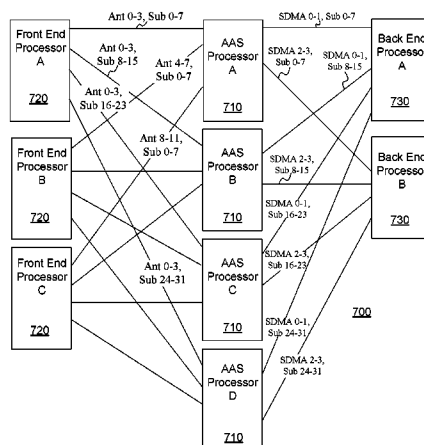 Ant 0-3, Sub 0-7
SDMA 0-1, Sub 0-7
Front End
Processor
A
720
Ant 0-3,
Sub 8-15
Ant 4-7,
Sub 0-7
AAS
Processor
A
710
SDMA 2-3,
Sub 0-7
SDMA 0-1,
Sub 8-15
Back End
Processor
A
730
Ant 0-3,
Sub 16-23
Ant 8-11,
Sub 0-7
Front End
Processor
B
720
AAS
Processor
B
710
SDMA 2-3,
Sub 8-15
Back End
Processor
B
730
SDMA 0-1,
Sub 16-23
Front End
Processor
C
720
Ant 0-3,
Sub 24-31
AAS
Processor
C
710
SDMA 2-3,
Sub 16-23
700
SDMA 0-1,
Sub 24-31
AAS
Processor
D
710
SDMA 2-3,
Sub 24-31